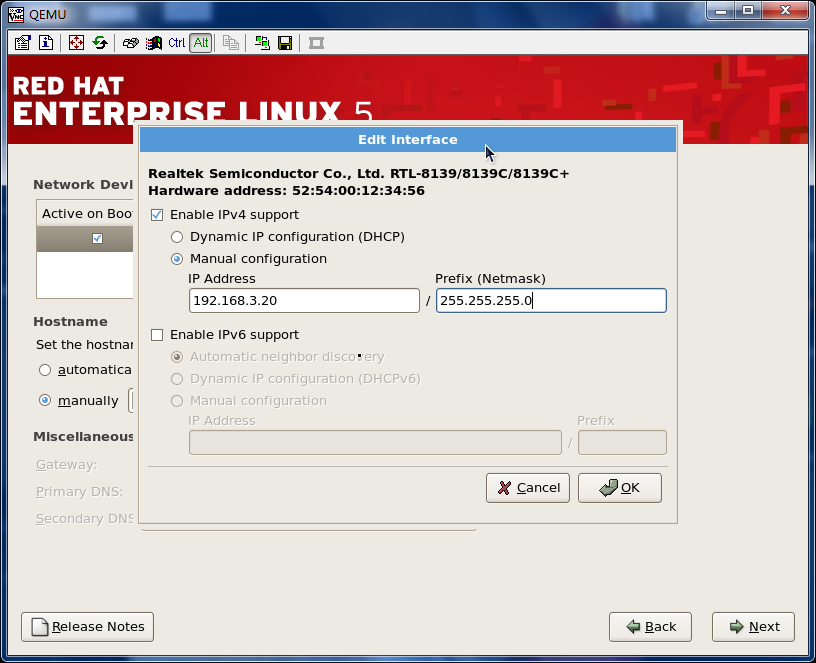 QEMU
Ctrl Alt
RED HAT
ENTERPRISE LINUX 5
Edit Interface
Realtek Semiconductor Co., Ltd. RTL-8139/8139C/8139C+
Hardware address: 52:54:00:12:34:56
Enable IPv4 support
Dynamic IP configuration (DHCP)
Manual configuration
IP Address Prefix (Netmask)
192.168.3.20 / 255.255.255.0
Enable IPv6 support
Automatic neighbor discovery
Dynamic IP configuration (DHCPv6)
Manual configuration
IP Address Prefix
/
Cancel OK
Network Devi
Active on Boo
Hostname
Set the hostnar
automatica
manually
Miscellaneous
Gateway:
Primary DNS:
Secondary DNS
Release Notes Back Next